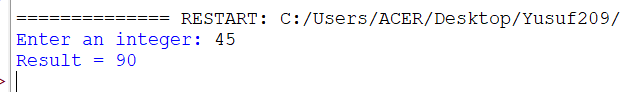 ============== RESTART: C:/Users/ACER/Desktop/Yusuf209/
Enter an integer: 45
Result = 90
>